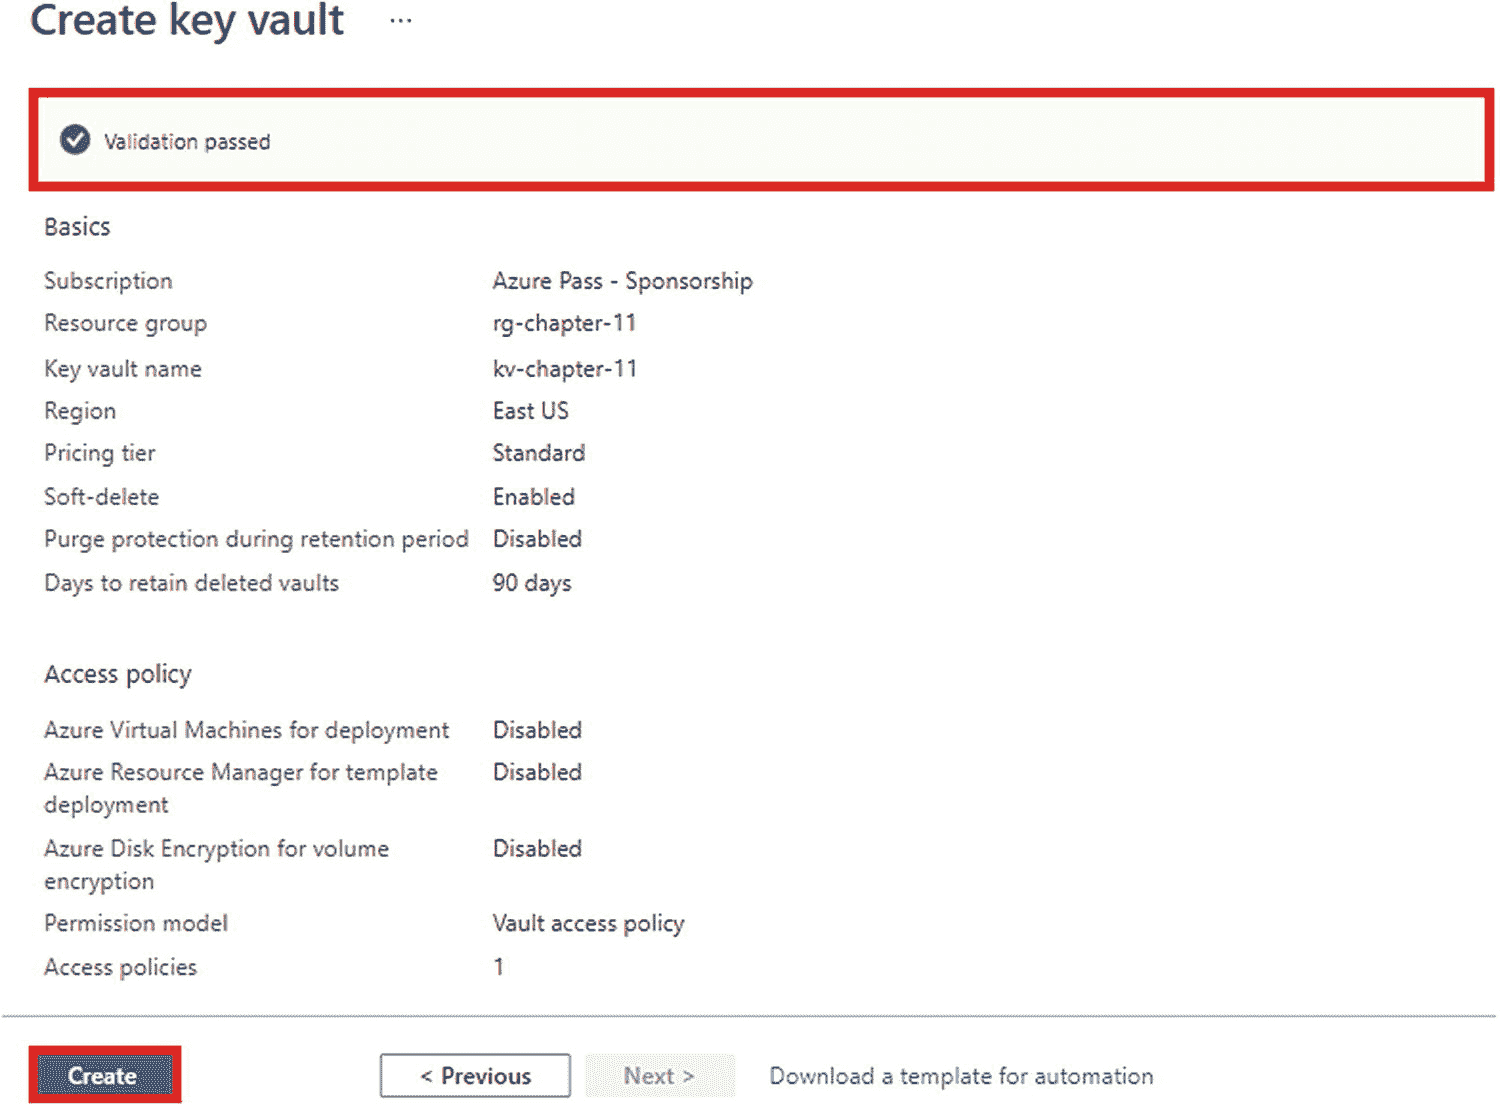 Create key vault ...
Validation passed
Basics
Subscription Azure Pass - Sponsorship
Resource group rg-chapter-11
Key vault name kv-chapter-11
Region East US
Pricing tier Standard
Soft-delete Enabled
Purge protection during retention period Disabled
Days to retain deleted vaults 90 days
Access policy
Azure Virtual Machines for deployment Disabled
Azure Resource Manager for template Disabled
deployment
Azure Disk Encryption for volume Disabled
encryption
Permission model Vault access policy
Access policies 1
Create < Previous Next > Download a template for automation